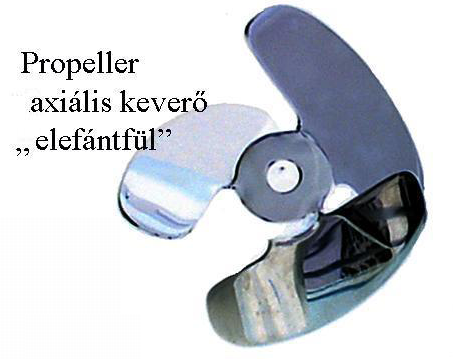 Propeller
axiális keverő
„elefántfül”